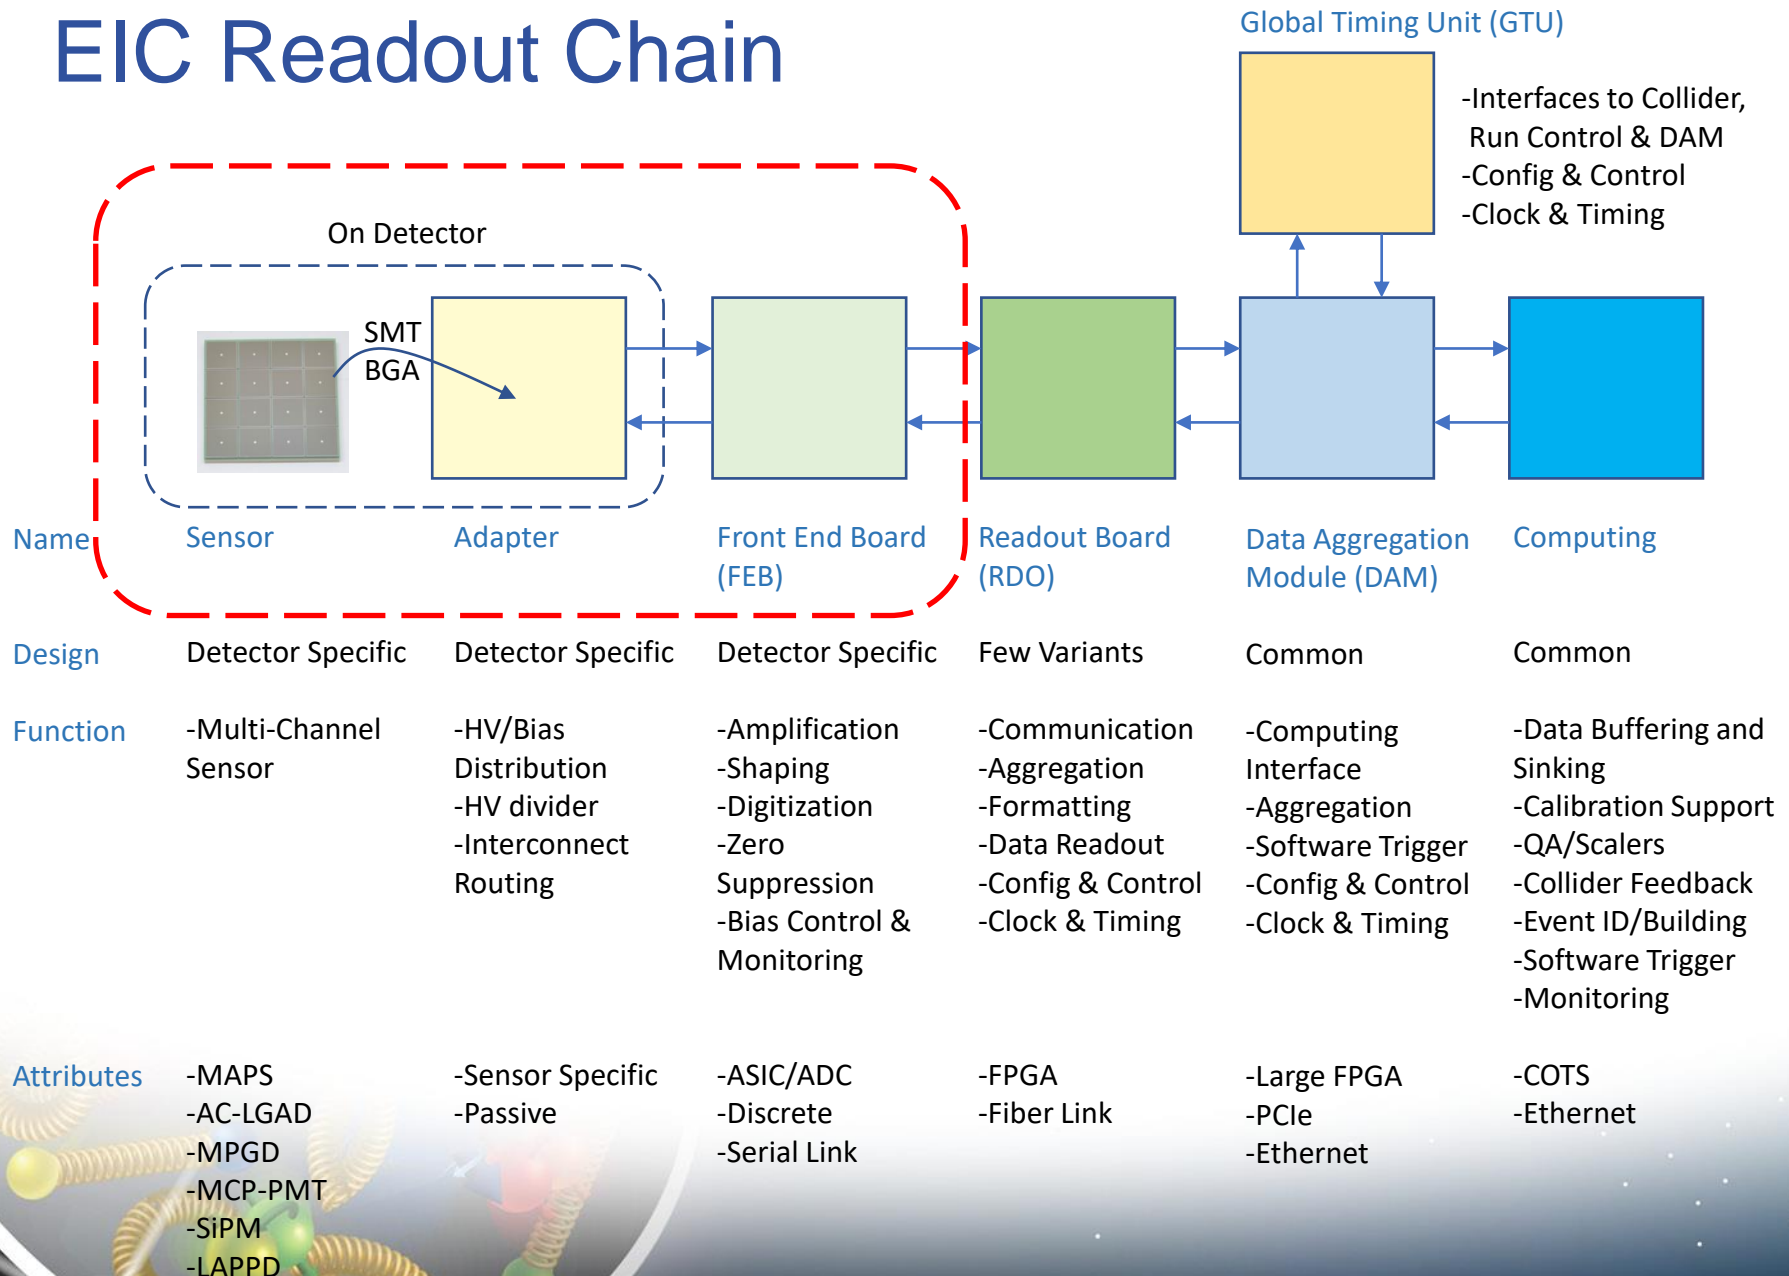 EIC Readout Chain
Global Timing Unit (GTU)
-Interfaces to Collider,
Run Control & DAM
-Config & Control
-Clock & Timing
On Detector
SMT
BGA
Name
Sensor
Adapter
Front End Board
(FEB)
Readout Board
(RDO)
Data Aggregation
Module (DAM)
Computing
Design
Detector Specific
Detector Specific
Detector Specific
Few Variants
Common
Common
Function
-Multi-Channel
Sensor
-HV/Bias
Distribution
-HV divider
-Interconnect
Routing
-Amplification
-Shaping
-Digitization
-Zero
Suppression
-Bias Control &
Monitoring
-Communication
-Aggregation
-Formatting
-Data Readout
-Config & Control
-Clock & Timing
-Computing
Interface
-Aggregation
-Software Trigger
-Config & Control
-Clock & Timing
-Data Buffering and
Sinking
-Calibration Support
-QA/Scalers
-Collider Feedback
-Event ID/Building
-Software Trigger
-Monitoring
Attributes
-MAPS
-AC-LGAD
-MPGD
-MCP-PMT
-SiPM
-LAPPD
-Sensor Specific
-Passive
-ASIC/ADC
-Discrete
-Serial Link
-FPGA
-Fiber Link
-Large FPGA
-PCIe
-Ethernet
-COTS
-Ethernet